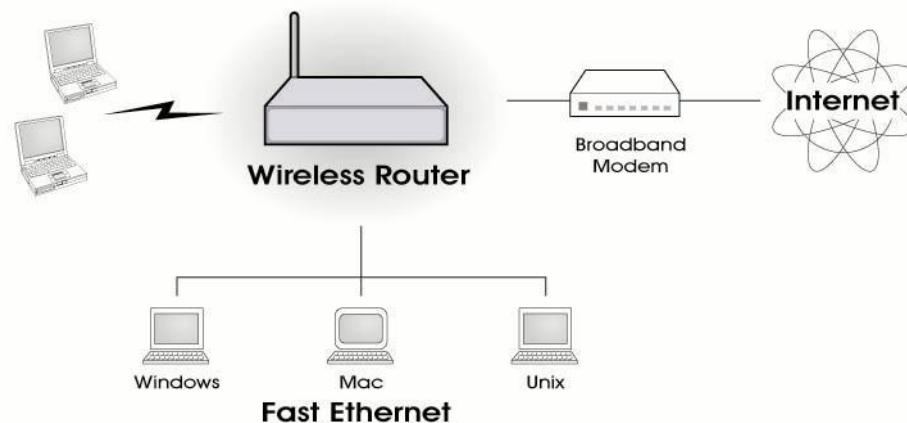 Internet
Broadband
Modem
Wireless Router
Windows
Mac
Unix
Fast Ethernet